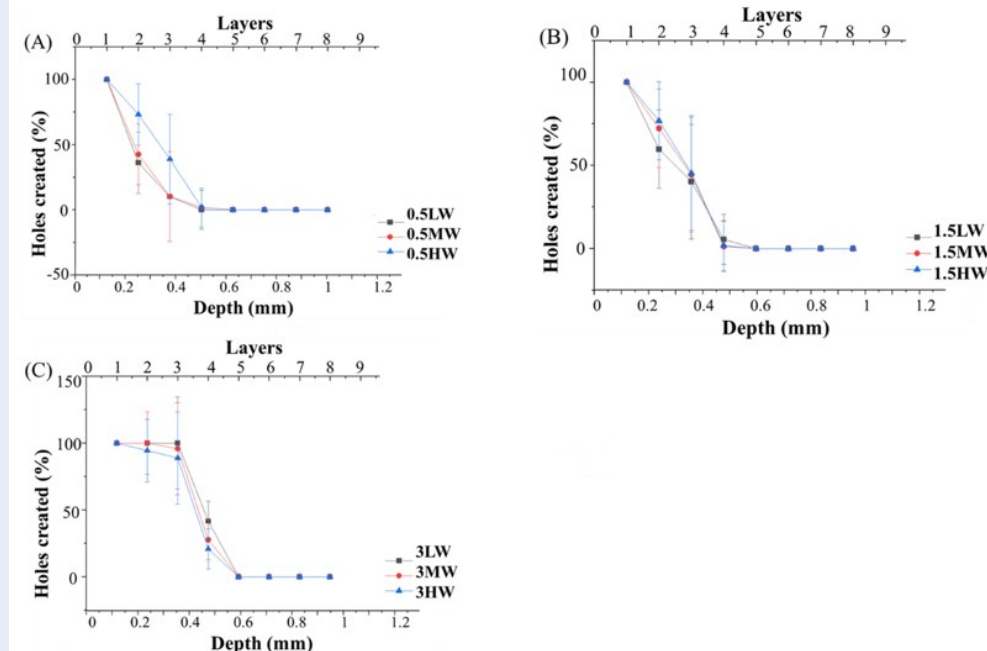 Layers
(A)
0 1 2 3 4 5 6 7 8 9
100
50
0
-50
Holes created (%)
0 0.2 0.4 0.6 0.8 1 1.2
Depth (mm)
0.5LW
0.5MW
0.5HW
Layers
(B)
0 1 2 3 4 5 6 7 8 9
100
50
0
Holes created (%)
0 0.2 0.4 0.6 0.8 1 1.2
Depth (mm)
1.5LW
1.5MW
1.5HW
Layers
(C)
0 1 2 3 4 5 6 7 8 9
150
100
50
0
Holes created (%)
0 0.2 0.4 0.6 0.8 1 1.2
Depth (mm)
3LW
3MW
3HW